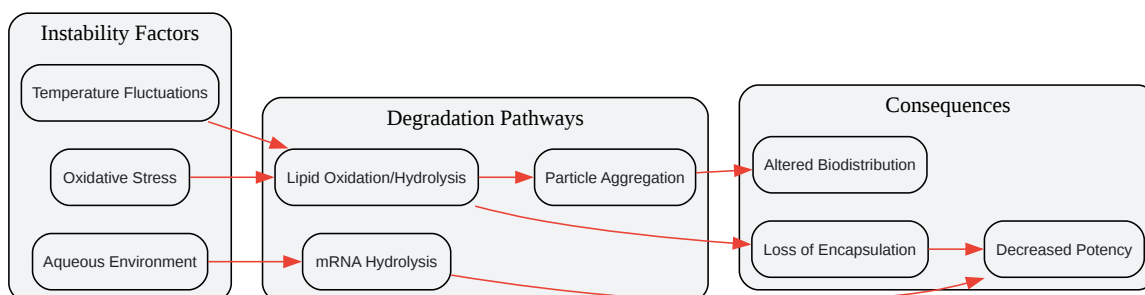 Instability Factors
Temperature Fluctuations
Oxidative Stress
Aqueous Environment
Degradation Pathways
Lipid Oxidation/Hydrolysis
Particle Aggregation
mRNA Hydrolysis
Consequences
Altered Biodistribution
Loss of Encapsulation
Decreased Potency